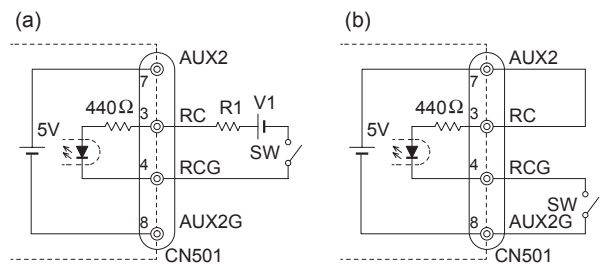 (a)
AUX2
7
440Ω
3
RC
R1
V1
5V
SW
4
RCG
8
AUX2G
CN501
(b)
AUX2
7
440Ω
3
RC
5V
4
RCG
SW
8
AUX2G
CN501